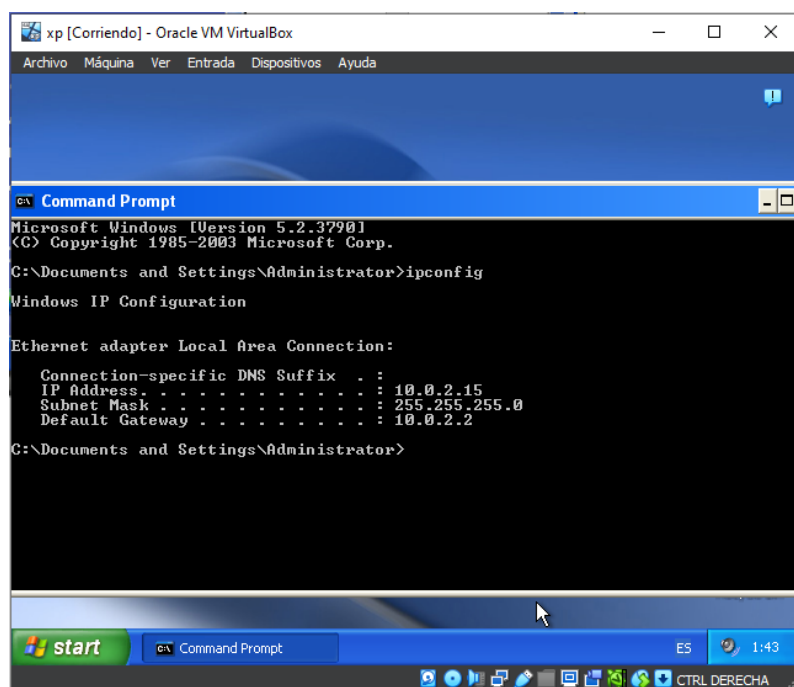 xp [Corriendo] - Oracle VM VirtualBox
Archivo Máquina Ver Entrada Dispositivos Ayuda
Command Prompt
Microsoft Windows [Version 5.2.3790]
(C) Copyright 1985-2003 Microsoft Corp.
C:\Documents and Settings\Administrator>ipconfig
Windows IP Configuration
Ethernet adapter Local Area Connection:
Connection-specific DNS Suffix . :
IP Address. . . . . . . . . . . . : 10.0.2.15
Subnet Mask . . . . . . . . . . . : 255.255.255.0
Default Gateway . . . . . . . . . : 10.0.2.2
C:\Documents and Settings\Administrator>
start Command Prompt ES 1:43
CTRL DERECHA